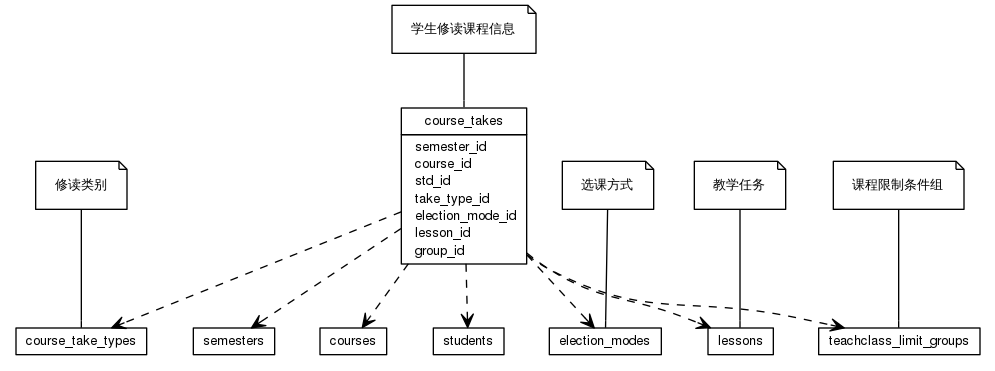 学生修读课程信息
course_takes
semester_id
course_id
std_id
take_type_id
election_mode_id
lesson_id
group_id
修读类别
选课方式
教学任务
课程限制条件组
course_take_types
semesters
courses
students
election_modes
lessons
teachclass_limit_groups